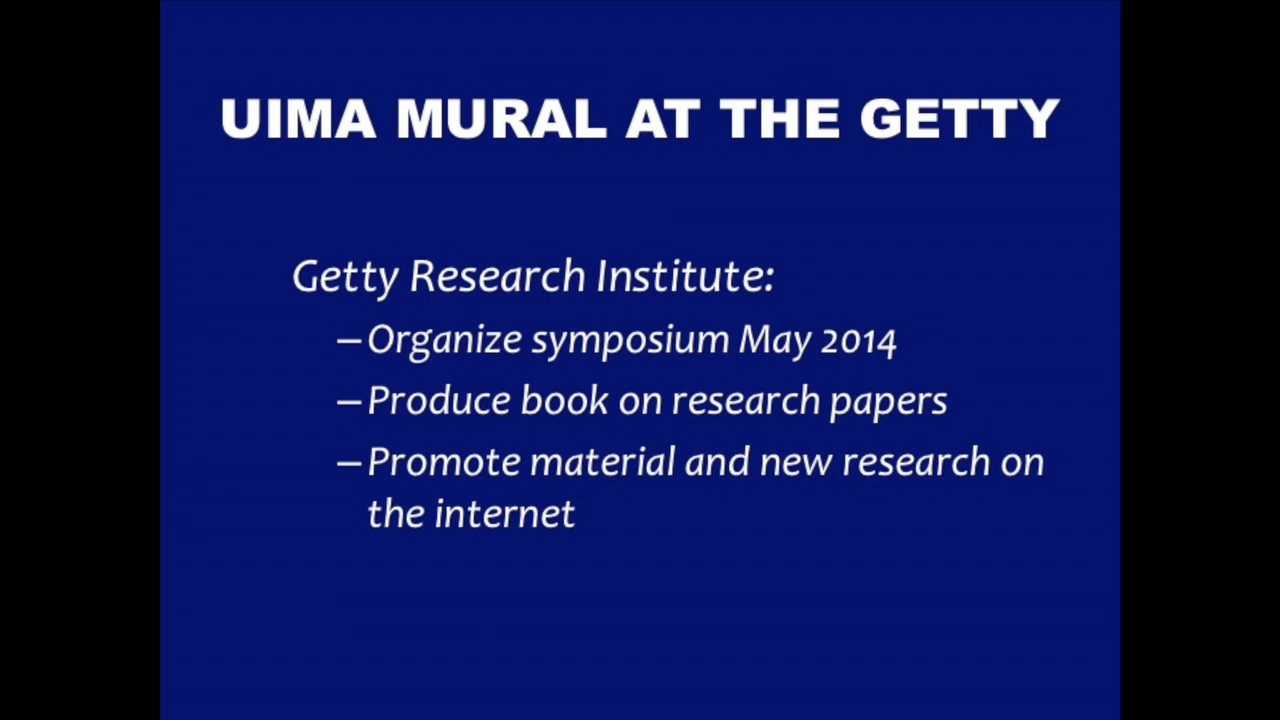 UIMA MURAL AT THE GETTY
Getty Research Institute:
– Organize symposium May 2014
– Produce book on research papers
– Promote material and new research on
the internet